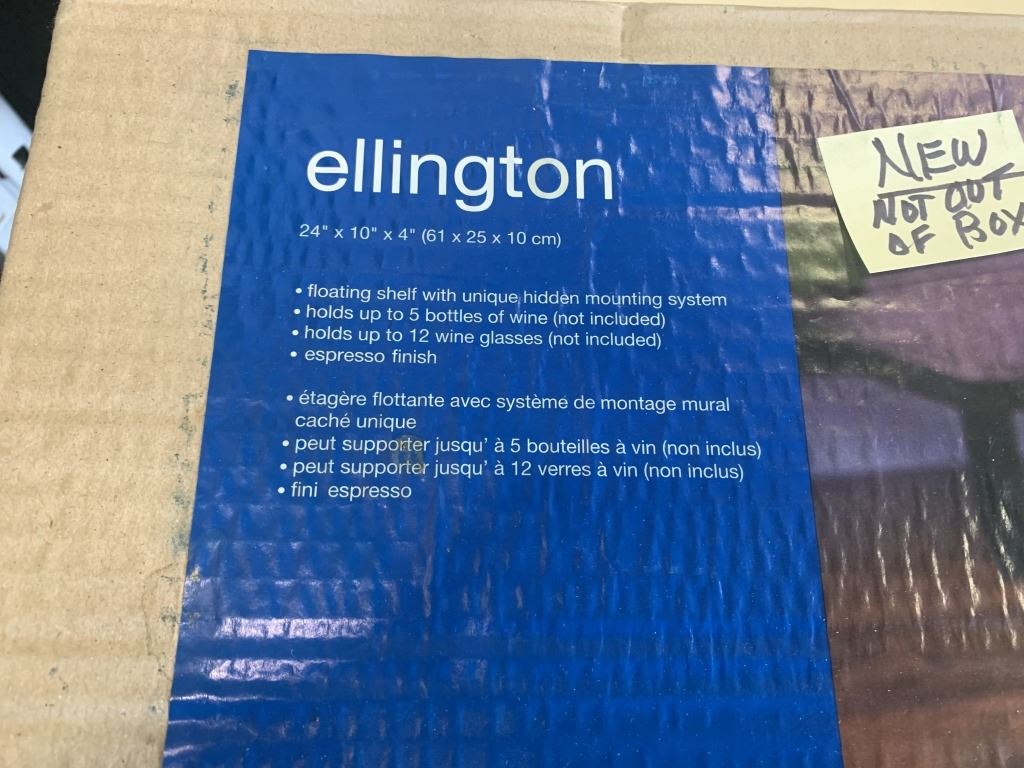 ellington
24" x 10" x 4" (61 x 25 x 10 cm)
• floating shelf with unique hidden mounting system
• holds up to 5 bottles of wine (not included)
• holds up to 12 wine glasses (not included)
• espresso finish
• étagère flottante avec système de montage mural
caché unique
• peut supporter jusqu' à 5 bouteilles à vin (non inclus)
• peut supporter jusqu' à 12 verres à vin (non inclus)
• fini espresso
NEW
NOT OUT
OF BOX